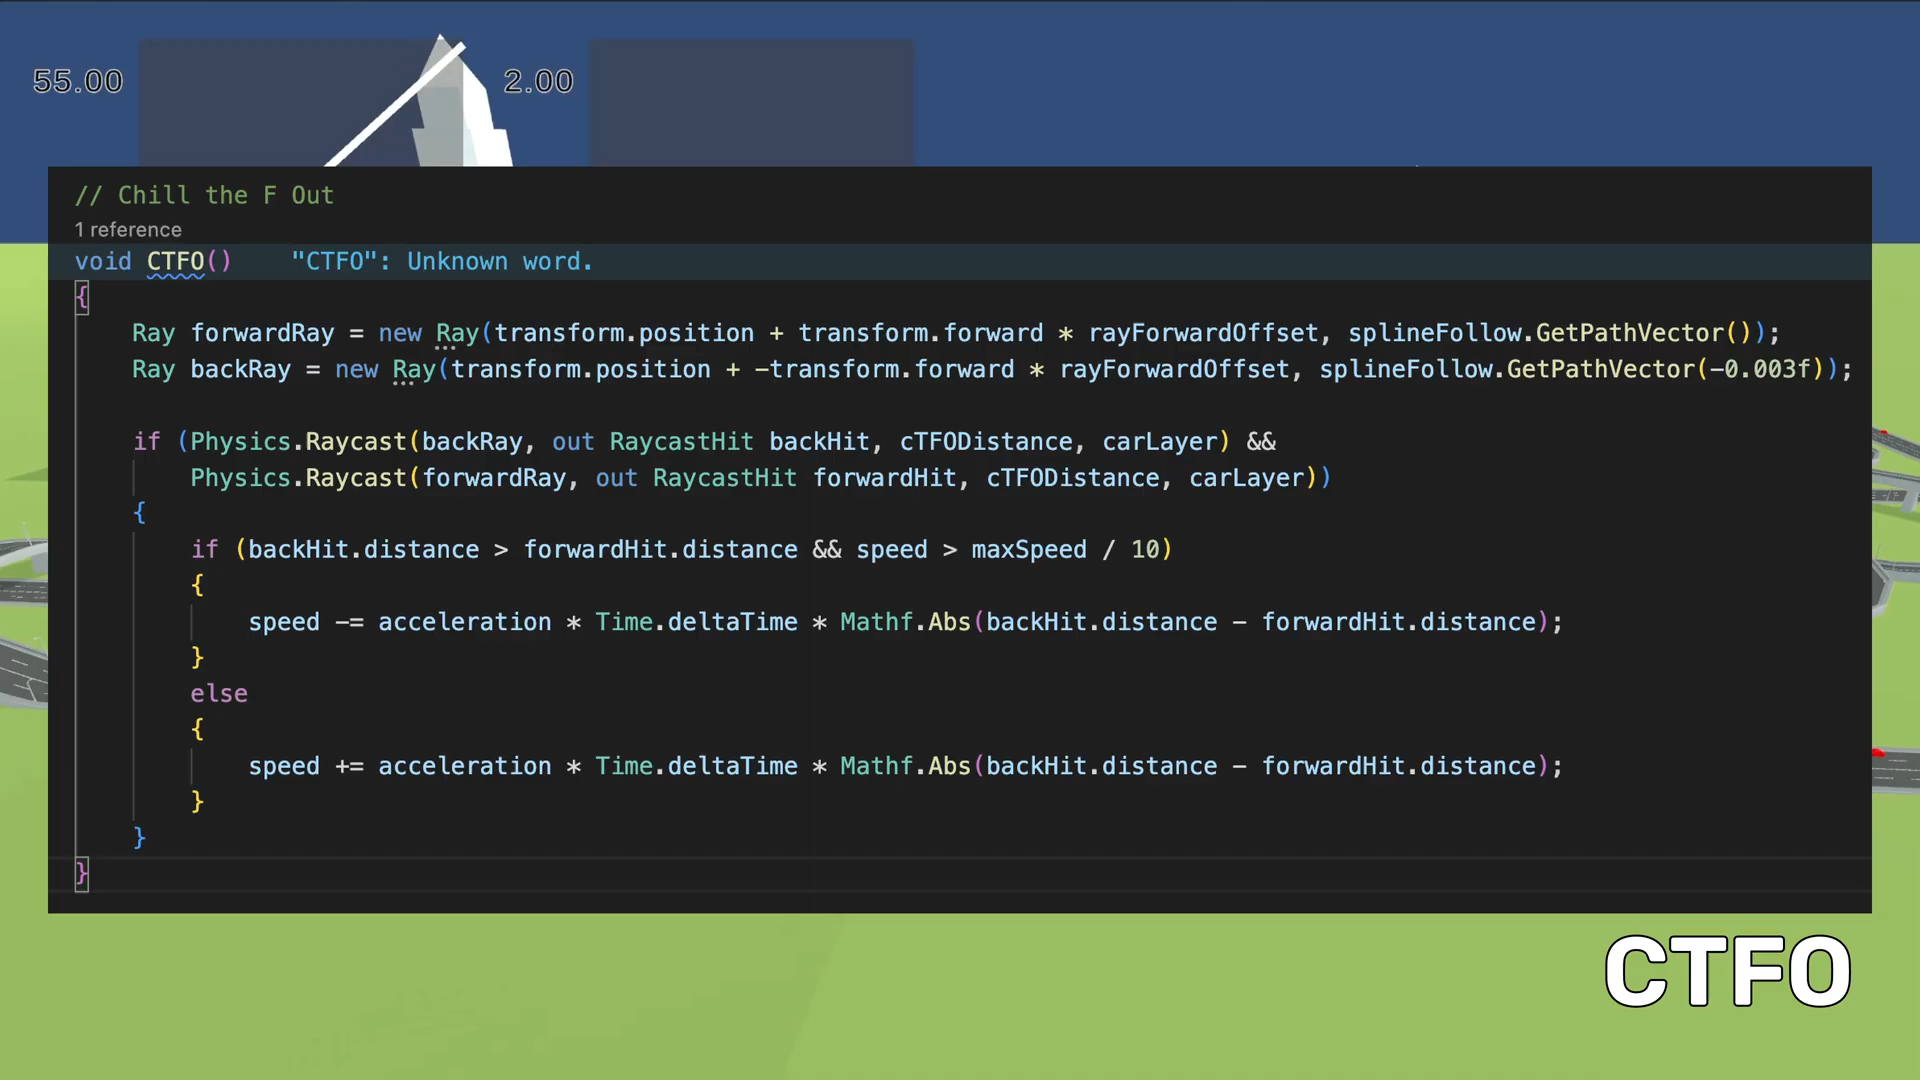 55.00
2.00
// Chill the F Out
1 reference
void CTFO()    "CTFO": Unknown word.
{
    Ray forwardRay = new Ray(transform.position + transform.forward * rayForwardOffset, splineFollow.GetPathVector());
    Ray backRay = new Ray(transform.position + -transform.forward * rayForwardOffset, splineFollow.GetPathVector(-0.003f));
    if (Physics.Raycast(backRay, out RaycastHit backHit, cTFODistance, carLayer) &&
        Physics.Raycast(forwardRay, out RaycastHit forwardHit, cTFODistance, carLayer))
    {
        if (backHit.distance > forwardHit.distance && speed > maxSpeed / 10)
        {
            speed -= acceleration * Time.deltaTime * Mathf.Abs(backHit.distance - forwardHit.distance);
        }
        else
        {
            speed += acceleration * Time.deltaTime * Mathf.Abs(backHit.distance - forwardHit.distance);
        }
    }
}
CTFO